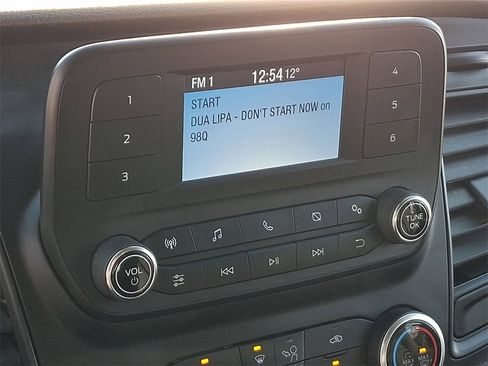 FM 1 12:54 12°
START
DUA LIPA - DON'T START NOW on
98Q
1
2
3
4
5
6
VOL
TUNE
OK
MAX